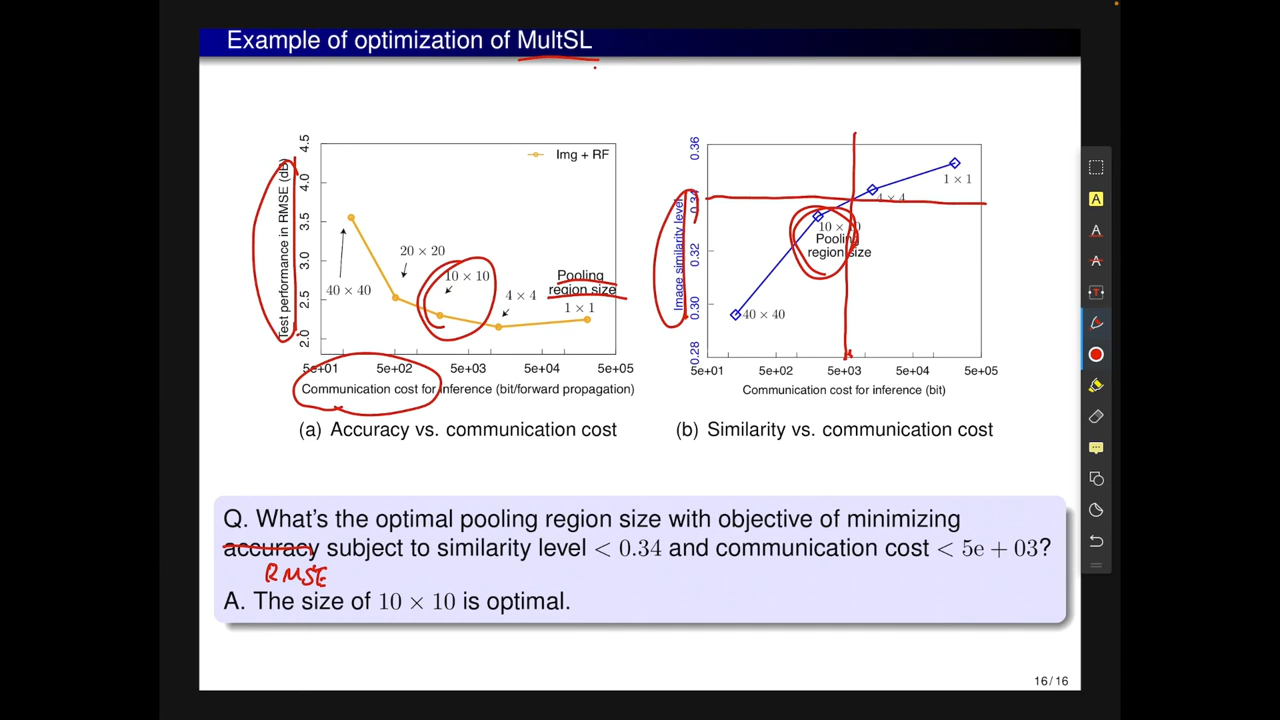 Example of optimization of MultSL
Test performance in RMSE (dB)
4.5
4.0
3.5
3.0
2.5
2.0
Img + RF
20 × 20
10 × 10
40 × 40
4 × 4
Pooling
region size
1 × 1
5e+01 5e+02 5e+03 5e+04 5e+05
Communication cost for inference (bit/forward propagation)
(a) Accuracy vs. communication cost
Image similarity level
0.36
0.34
0.32
0.30
0.28
1 × 1
4 × 4
10 × 10
Pooling
region size
40 × 40
5e+01 5e+02 5e+03 5e+04 5e+05
Communication cost for inference (bit)
(b) Similarity vs. communication cost
Q. What's the optimal pooling region size with objective of minimizing
accuracy subject to similarity level < 0.34 and communication cost < 5e + 03?
RMSE
A. The size of 10 × 10 is optimal.
16/16
A
A
A
T